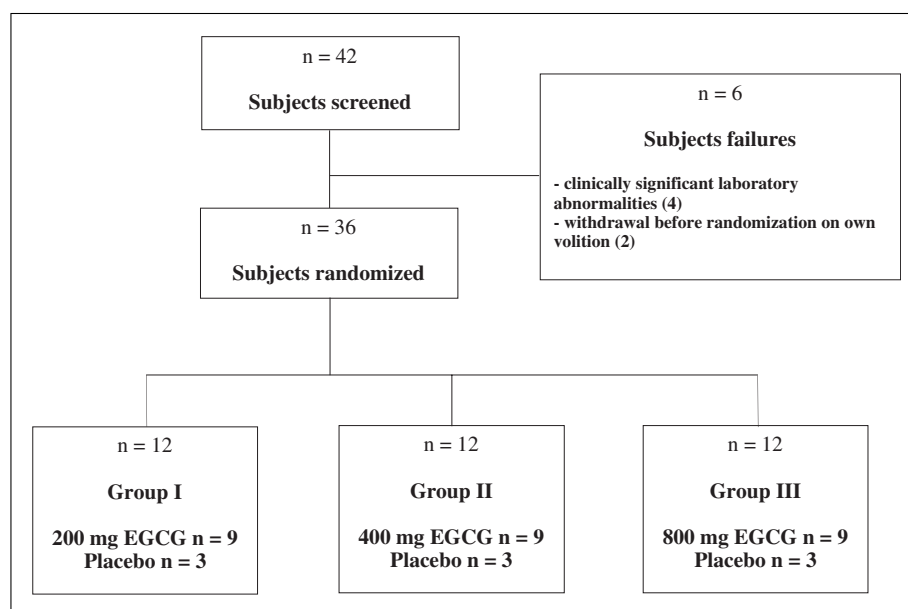 n = 42
Subjects screened
n = 6
Subjects failures
- clinically significant laboratory
abnormalities (4)
- withdrawal before randomization on own
volition (2)
n = 36
Subjects randomized
n = 12
Group I
200 mg EGCG n = 9
Placebo n = 3
n = 12
Group II
400 mg EGCG n = 9
Placebo n = 3
n = 12
Group III
800 mg EGCG n = 9
Placebo n = 3